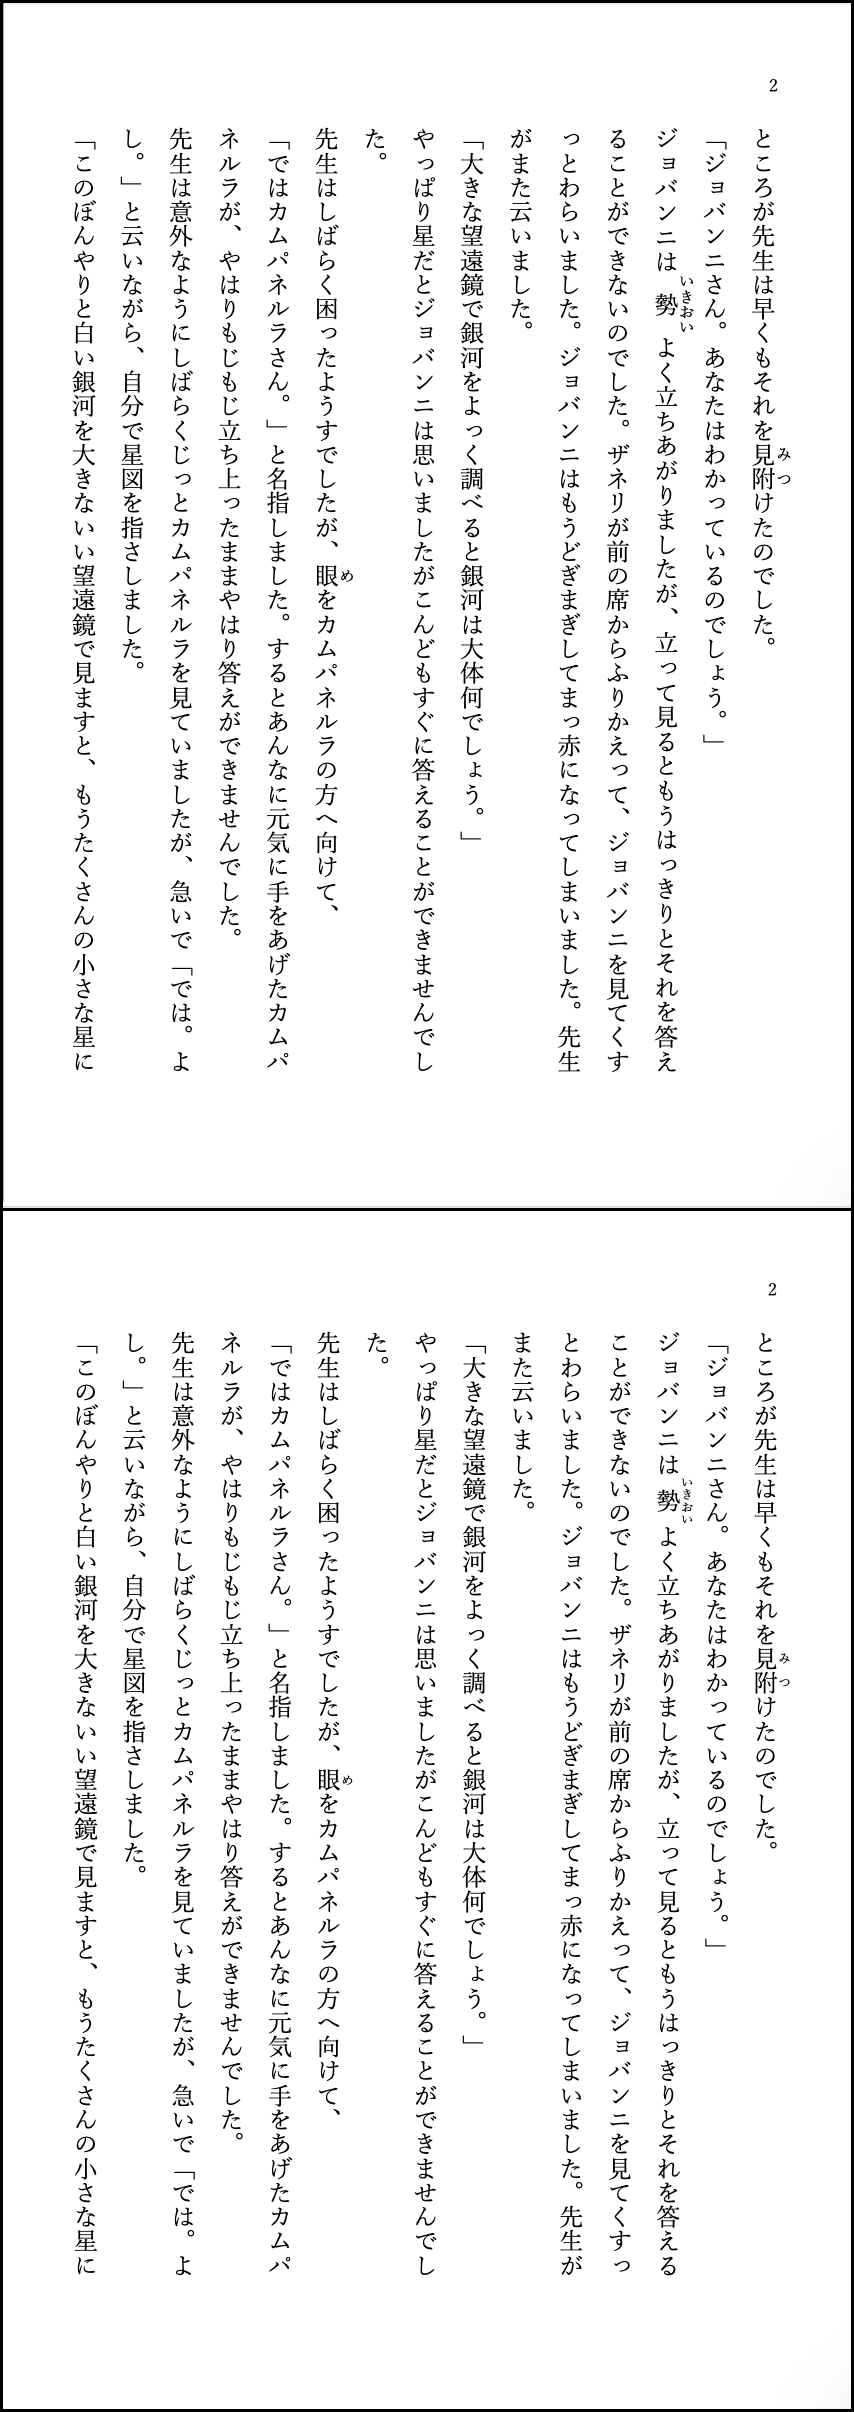 2
ところが先生は早くもそれを見附けたのでした。
みつ
「ジョバンニさん。あなたはわかっているのでしょう。」
ジョバンニは勢よく立ちあがりましたが、立って見るともうはっきりとそれを答え
いきおい
ることができないのでした。ザネリが前の席からふりかえって、ジョバンニを見てくす
っとわらいました。ジョバンニはもうどぎまぎしてまっ赤になってしまいました。先生
がまた云いました。
「大きな望遠鏡で銀河をよっく調べると銀河は大体何でしょう。」
やっぱり星だとジョバンニは思いましたがこんどもすぐに答えることができませんでし
た。
先生はしばらく困ったようすでしたが、眼をカムパネルラの方へ向けて、
め
「ではカムパネルラさん。」と名指しました。するとあんなに元気に手をあげたカムパ
ネルラが、やはりもじもじ立ち上ったままやはり答えができませんでした。
先生は意外なようにしばらくじっとカムパネルラを見ていましたが、急いで「では。よ
し。」と云いながら、自分で星図を指さしました。
「このぼんやりと白い銀河を大きないい望遠鏡で見ますと、もうたくさんの小さな星に
2
ところが先生は早くもそれを見附けたのでした。
みつ
「ジョバンニさん。あなたはわかっているのでしょう。」
ジョバンニは勢よく立ちあがりましたが、立って見るともうはっきりとそれを答える
いきおい
ことができないのでした。ザネリが前の席からふりかえって、ジョバンニを見てくすっ
とわらいました。ジョバンニはもうどぎまぎしてまっ赤になってしまいました。先生が
また云いました。
「大きな望遠鏡で銀河をよっく調べると銀河は大体何でしょう。」
やっぱり星だとジョバンニは思いましたがこんどもすぐに答えることができませんでし
た。
先生はしばらく困ったようすでしたが、眼をカムパネルラの方へ向けて、
め
「ではカムパネルラさん。」と名指しました。するとあんなに元気に手をあげたカムパ
ネルラが、やはりもじもじ立ち上ったままやはり答えができませんでした。
先生は意外なようにしばらくじっとカムパネルラを見ていましたが、急いで「では。よ
し。」と云いながら、自分で星図を指さしました。
「このぼんやりと白い銀河を大きないい望遠鏡で見ますと、もうたくさんの小さな星に